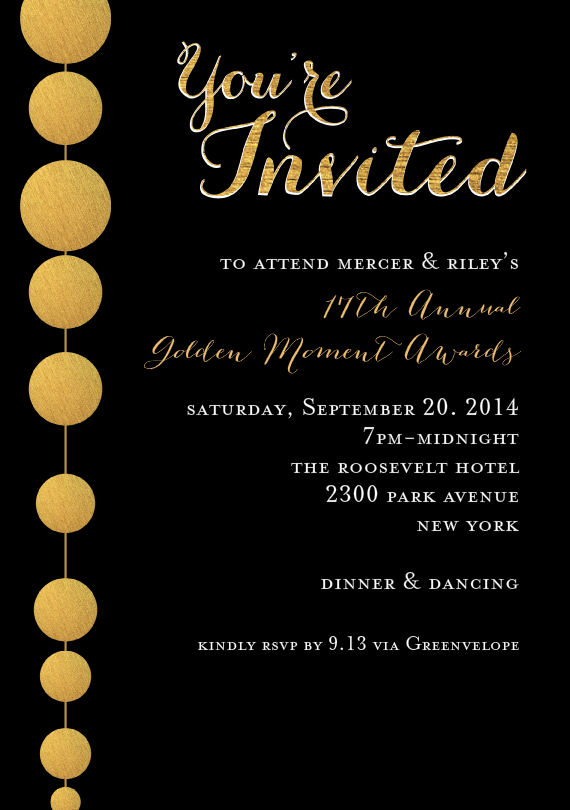 You're
Invited
TO ATTEND MERCER & RILEY'S
17Th Annual
Golden Moment Awards
SATURDAY, SEPTEMBER 20. 2014
7PM–MIDNIGHT
THE ROOSEVELT HOTEL
2300 PARK AVENUE
NEW YORK
DINNER & DANCING
KINDLY RSVP BY 9.13 VIA GREENVELOPE